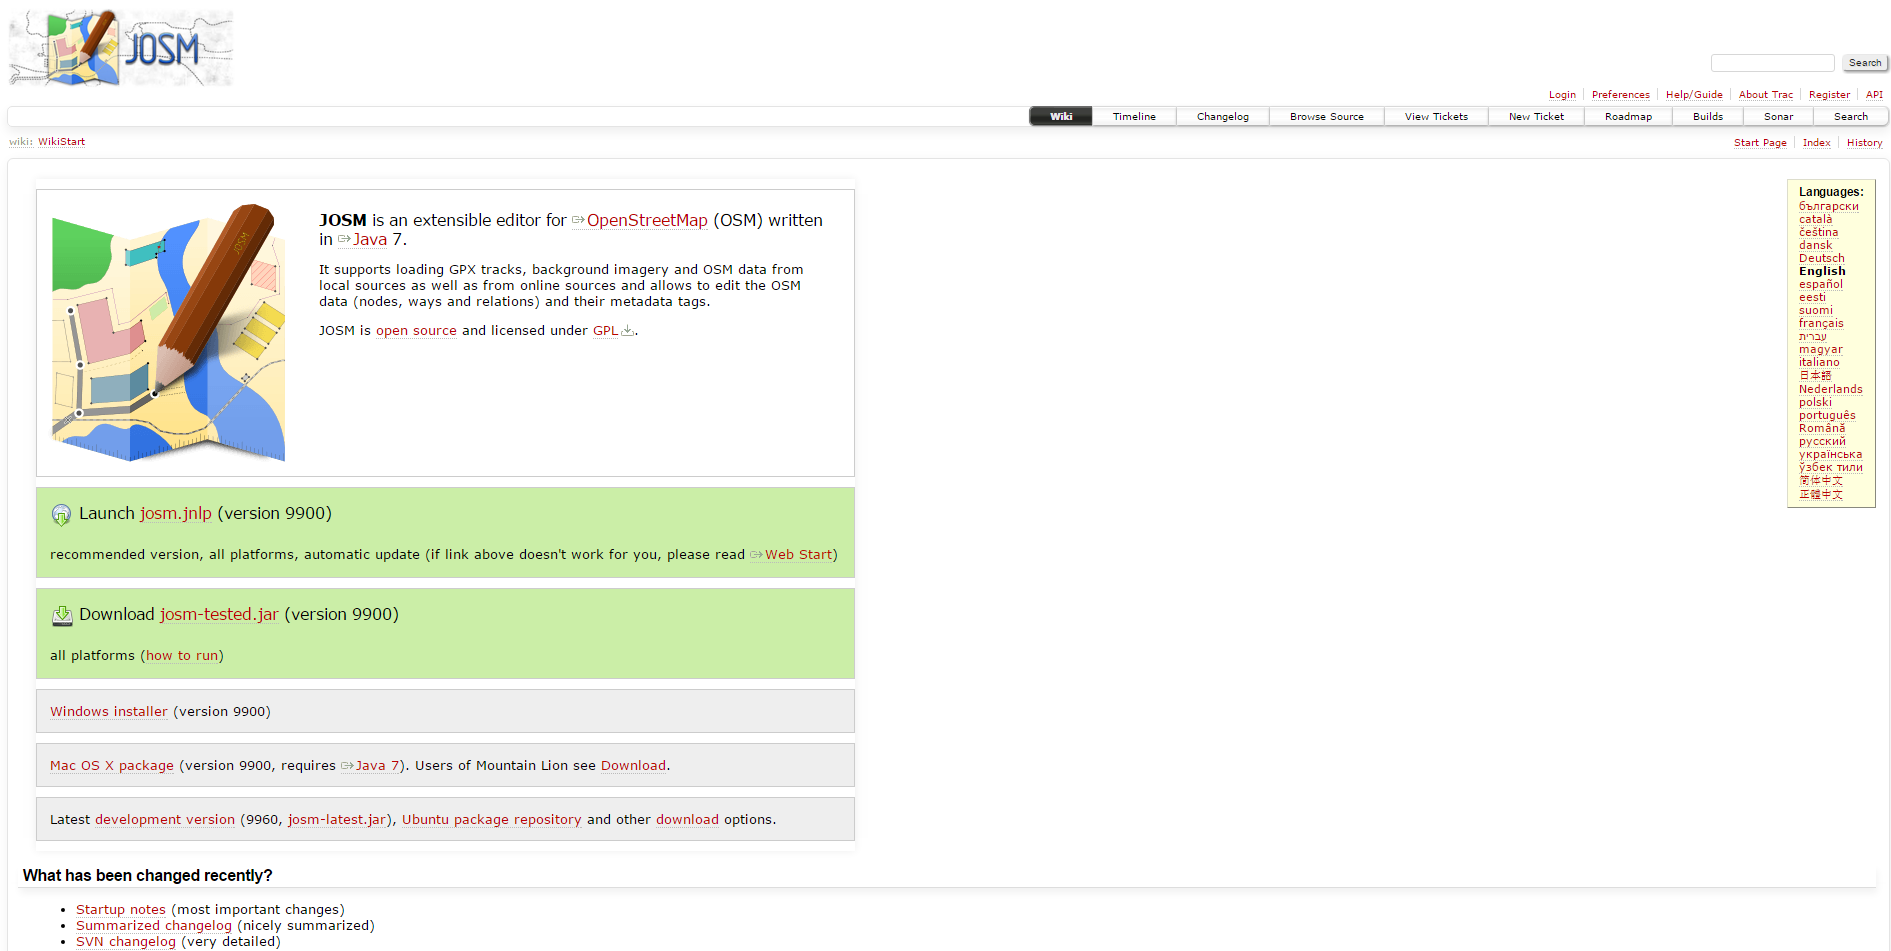 JOSM
Search
Login Preferences Help/Guide About Trac Register API
Wiki Timeline Changelog Browse Source View Tickets New Ticket Roadmap Builds Sonar Search
wiki: WikiStart
Start Page Index History
JOSM
JOSM is an extensible editor for OpenStreetMap (OSM) written
in Java 7.
It supports loading GPX tracks, background imagery and OSM data from
local sources as well as from online sources and allows to edit the OSM
data (nodes, ways and relations) and their metadata tags.
JOSM is open source and licensed under GPL.
Launch josm.jnlp (version 9900)
recommended version, all platforms, automatic update (if link above doesn't work for you, please read Web Start)
Download josm-tested.jar (version 9900)
all platforms (how to run)
Windows installer (version 9900)
Mac OS X package (version 9900, requires Java 7). Users of Mountain Lion see Download.
Latest development version (9960, josm-latest.jar), Ubuntu package repository and other download options.
Languages:
български
català
čeština
dansk
Deutsch
English
español
eesti
suomi
français
עברית
magyar
italiano
日本語
Nederlands
polski
português
Română
русский
українська
ўзбек тили
简体中文
正體中文
What has been changed recently?
• Startup notes (most important changes)
• Summarized changelog (nicely summarized)
• SVN changelog (very detailed)